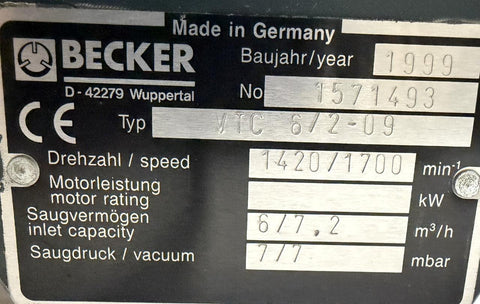 Made in Germany
BECKER
Baujahr/year 1999
D-42279 Wuppertal
No 1571493
CE Typ VTC 6/2-09
Drehzahl / speed 1420/1700 min-1
Motorleistung
motor rating kW
Saugvermögen
inlet capacity 6/7,2 m³/h
Saugdruck / vacuum 7/7 mbar